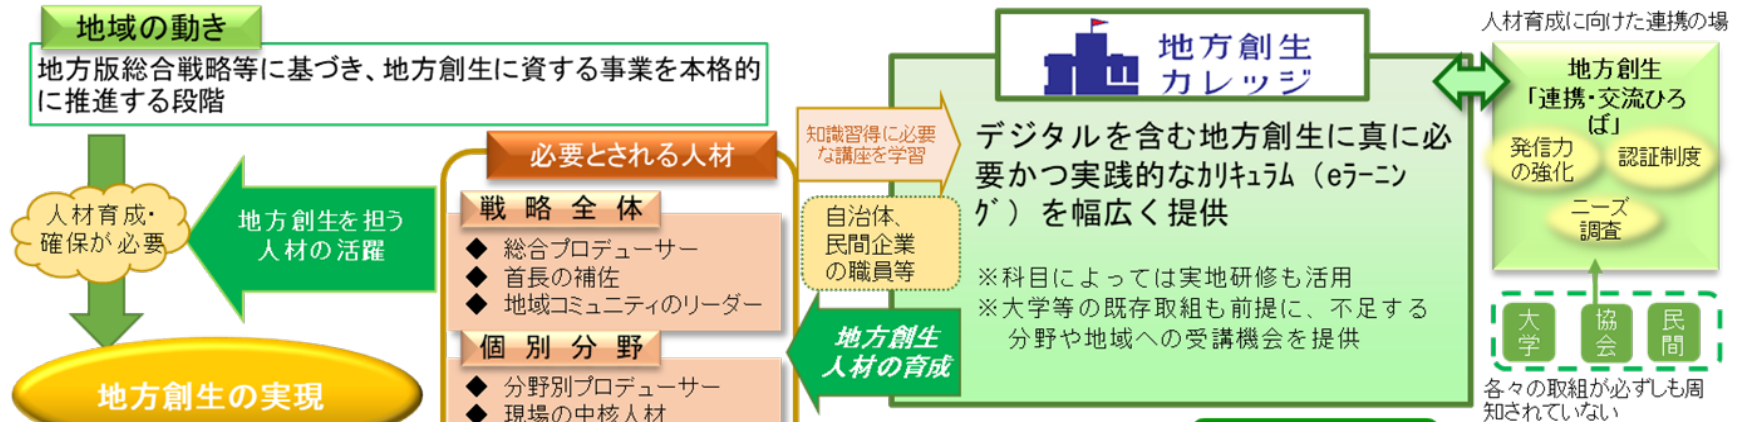 地域の動き
地方版総合戦略等に基づき、地方創生に資する事業を本格的
に推進する段階
人材育成・
確保が必要
地方創生の実現
地方創生を担う
人材の活躍
必要とされる人材
戦略全体
◆ 総合プロデューサー
◆ 首長の補佐
◆ 地域コミュニティのリーダー
個別分野
◆ 分野別プロデューサー
◆ 現場の中核人材
知識習得に必要
な講座を学習
自治体、
民間企業
の職員等
地方創生
人材の育成
地方創生
カレッジ
デジタルを含む地方創生に真に必
要かつ実践的なｶﾘｷｭﾗﾑ（eﾗｰﾆﾝ
ｸﾞ）を幅広く提供
※科目によっては実地研修も活用
※大学等の既存取組も前提に、不足する
分野や地域への受講機会を提供
人材育成に向けた連携の場
地方創生
「連携・交流ひろ
ば」
発信力
の強化
認証制度
ニーズ
調査
大学
協会
民間
各々の取組が必ずしも周
知されていない